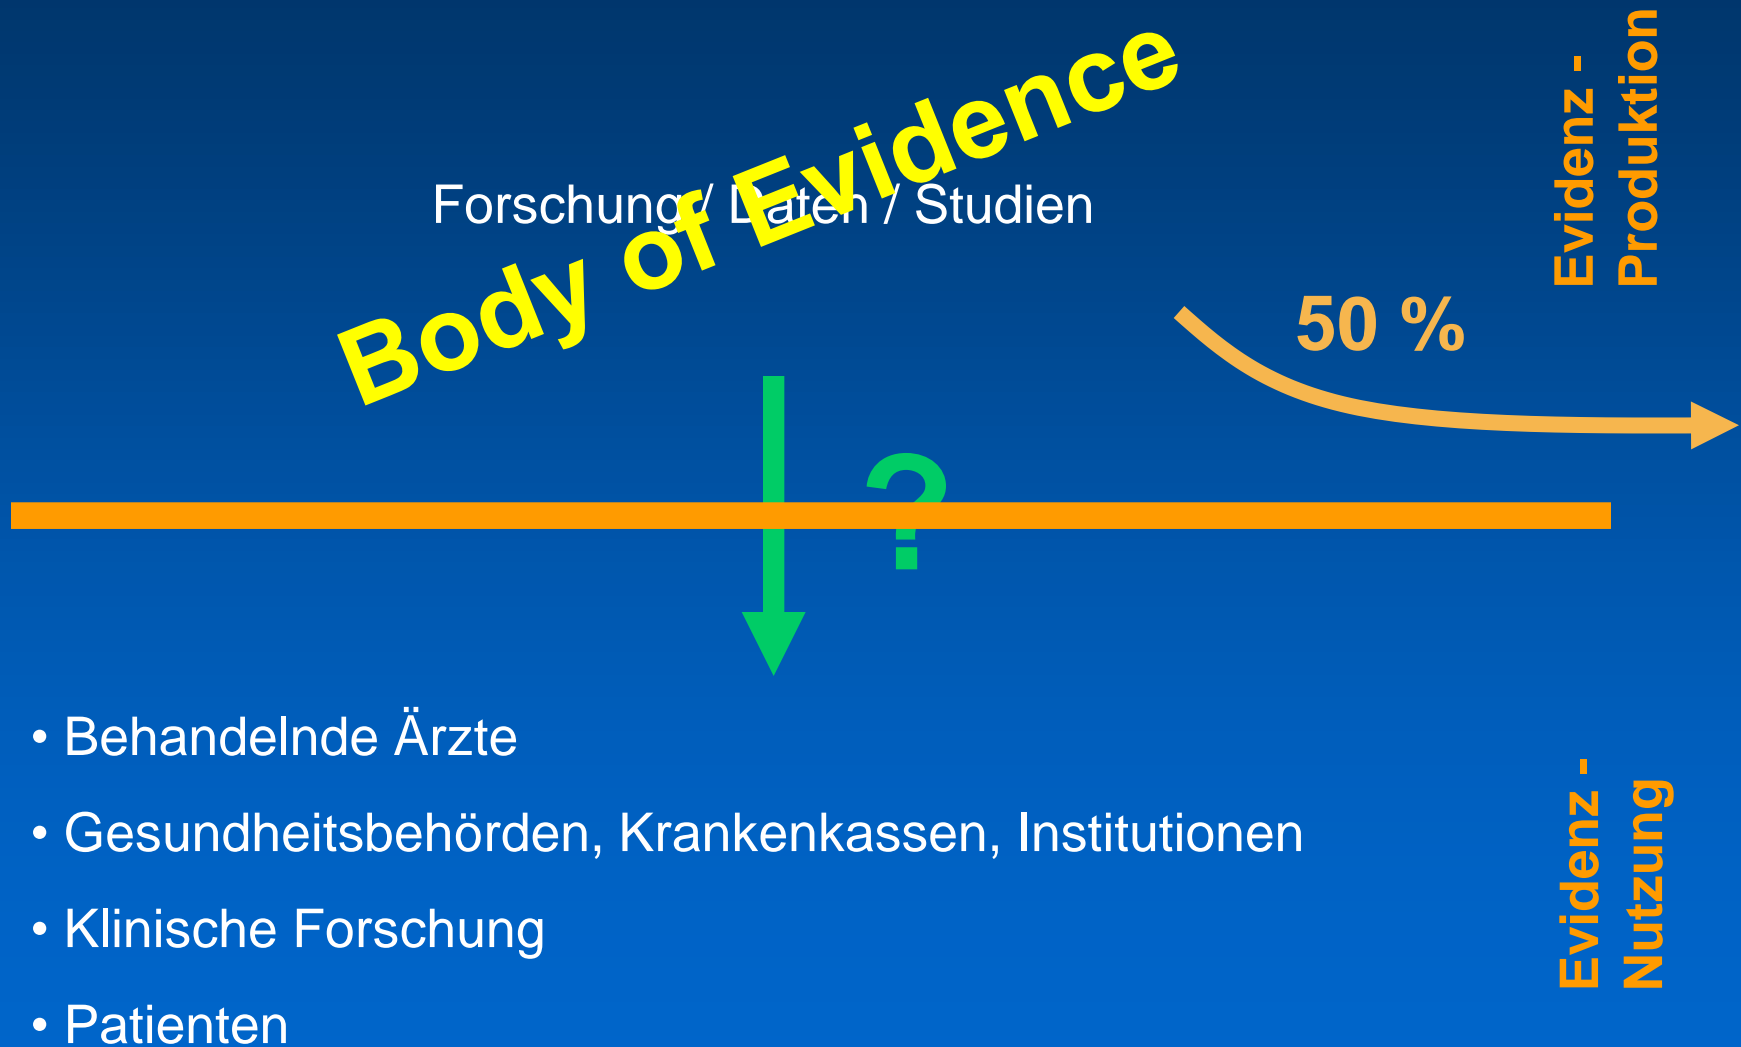 Body of Evidence
Forschung / Daten / Studien
Evidenz -
Produktion
50 %
?
• Behandelnde Ärzte
• Gesundheitsbehörden, Krankenkassen, Institutionen
• Klinische Forschung
• Patienten
Evidenz -
Nutzung